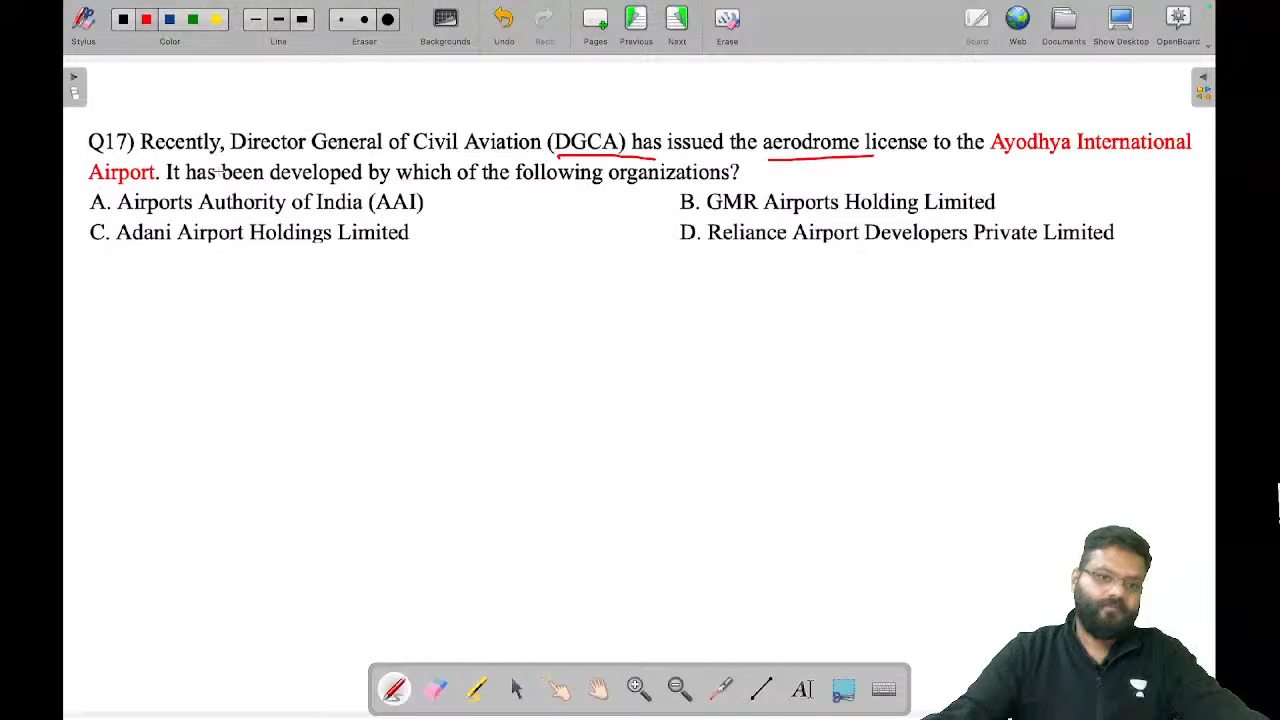 Stylus
Color
Line
Eraser
Backgrounds
Undo
Redo
Pages
Previous
Next
Erase
Board
Web
Documents
Show Desktop
OpenBoard
Q17) Recently, Director General of Civil Aviation (DGCA) has issued the aerodrome license to the Ayodhya International
Airport. It has been developed by which of the following organizations?
A. Airports Authority of India (AAI) B. GMR Airports Holding Limited
C. Adani Airport Holdings Limited D. Reliance Airport Developers Private Limited